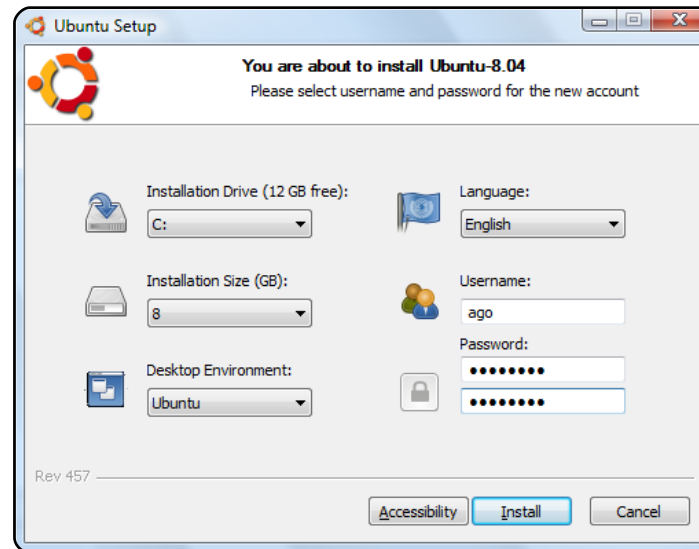 Ubuntu Setup
You are about to install Ubuntu-8.04
Please select username and password for the new account
Installation Drive (12 GB free):
C:
Language:
English
Installation Size (GB):
8
Username:
ago
Desktop Environment:
Ubuntu
Password:
●●●●●●●●
●●●●●●●●
Rev 457
Accessibility
Install
Cancel